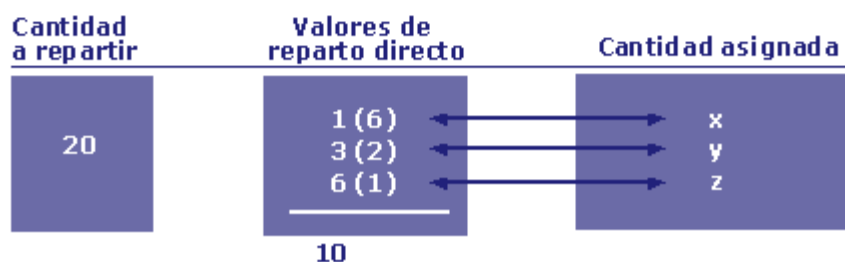 Cantidad
a repartir
Valores de
reparto directo
Cantidad asignada
20
1 (6)
3 (2)
6 (1)
10
x
y
z